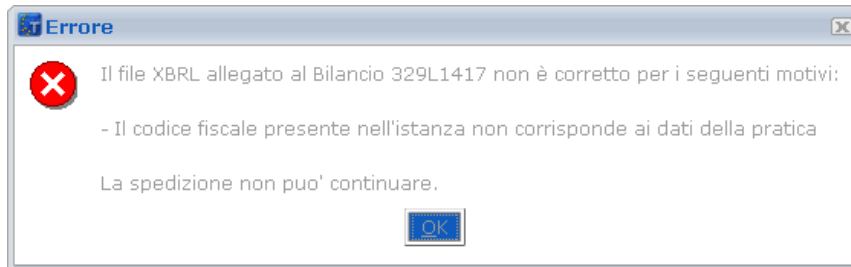 Errore
Il file XBRL allegato al Bilancio 329L1417 non è corretto per i seguenti motivi:
- Il codice fiscale presente nell'istanza non corrisponde ai dati della pratica
La spedizione non puo' continuare.
OK